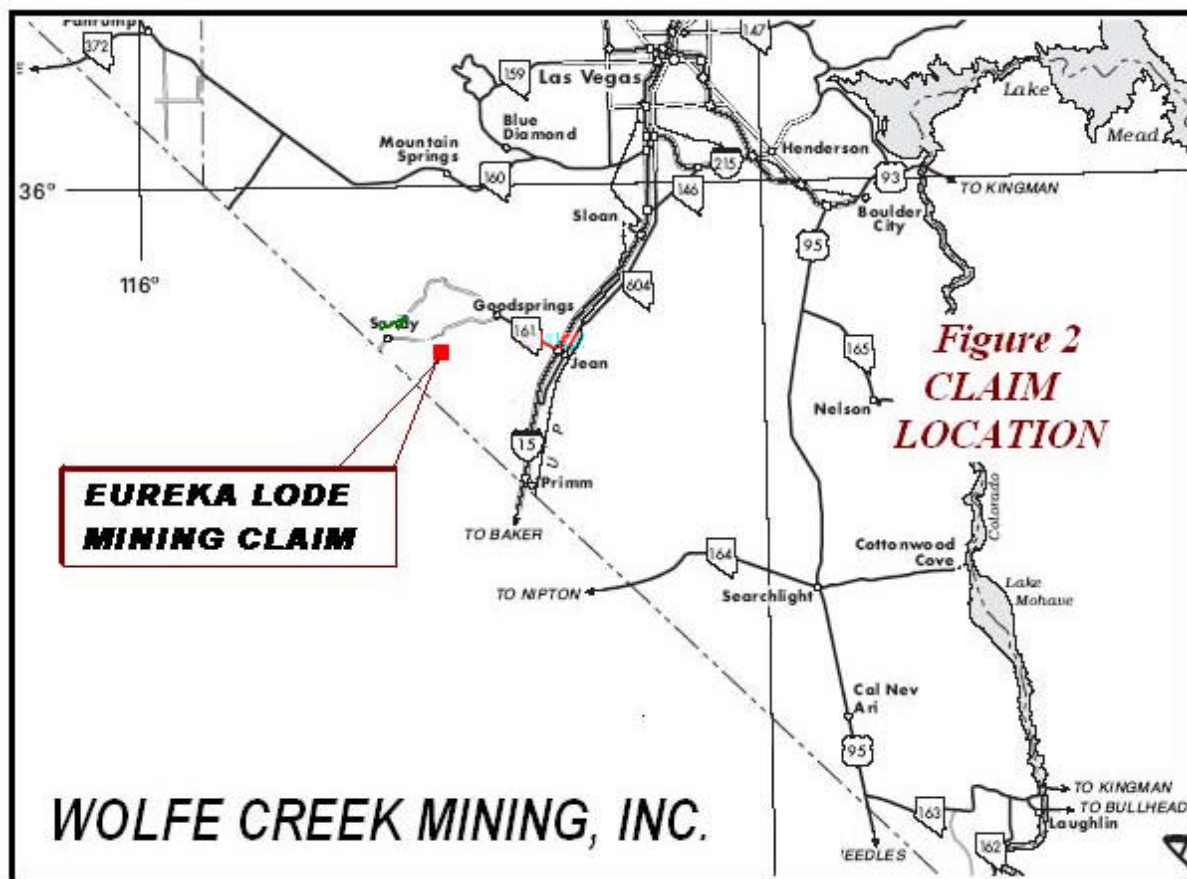 Pahrump
372
147
Las Vegas
159
Lake
Mead
Blue
Diamond
Mountain
Springs
Henderson
215
160
146
93
TO KINGMAN
36°
Sloan
Boulder
City
95
116°
604
Goodsprings
Sandy
161
Jean
165
Nelson
Figure 2
CLAIM
LOCATION
15
U P
Primm
EUREKA LODE
MINING CLAIM
TO BAKER
Colorado
164
Cottonwood
Cove
TO NIPTON
Searchlight
Lake
Mohave
Cal Nev
Ari
95
TO KINGMAN
TO BULLHEAD
Laughlin
163
162
EEDLES
WOLFE CREEK MINING, INC.